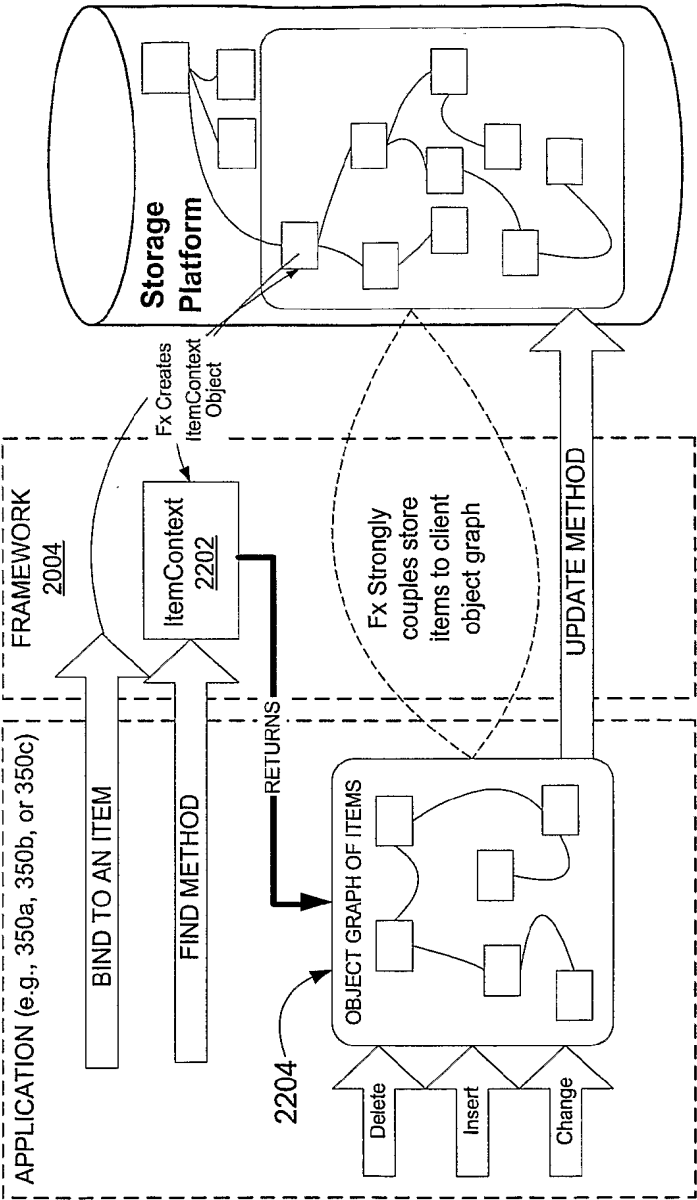 APPLICATION (e.g., 350a, 350b, or 350c)
BIND TO AN ITEM
FIND METHOD
RETURNS
2204
OBJECT GRAPH OF ITEMS
Delete
Insert
Change
FRAMEWORK
2004
ItemContext
2202
Fx Creates
ItemContext
Object
Fx Strongly
couples store
items to client
object graph
UPDATE METHOD
Storage
Platform